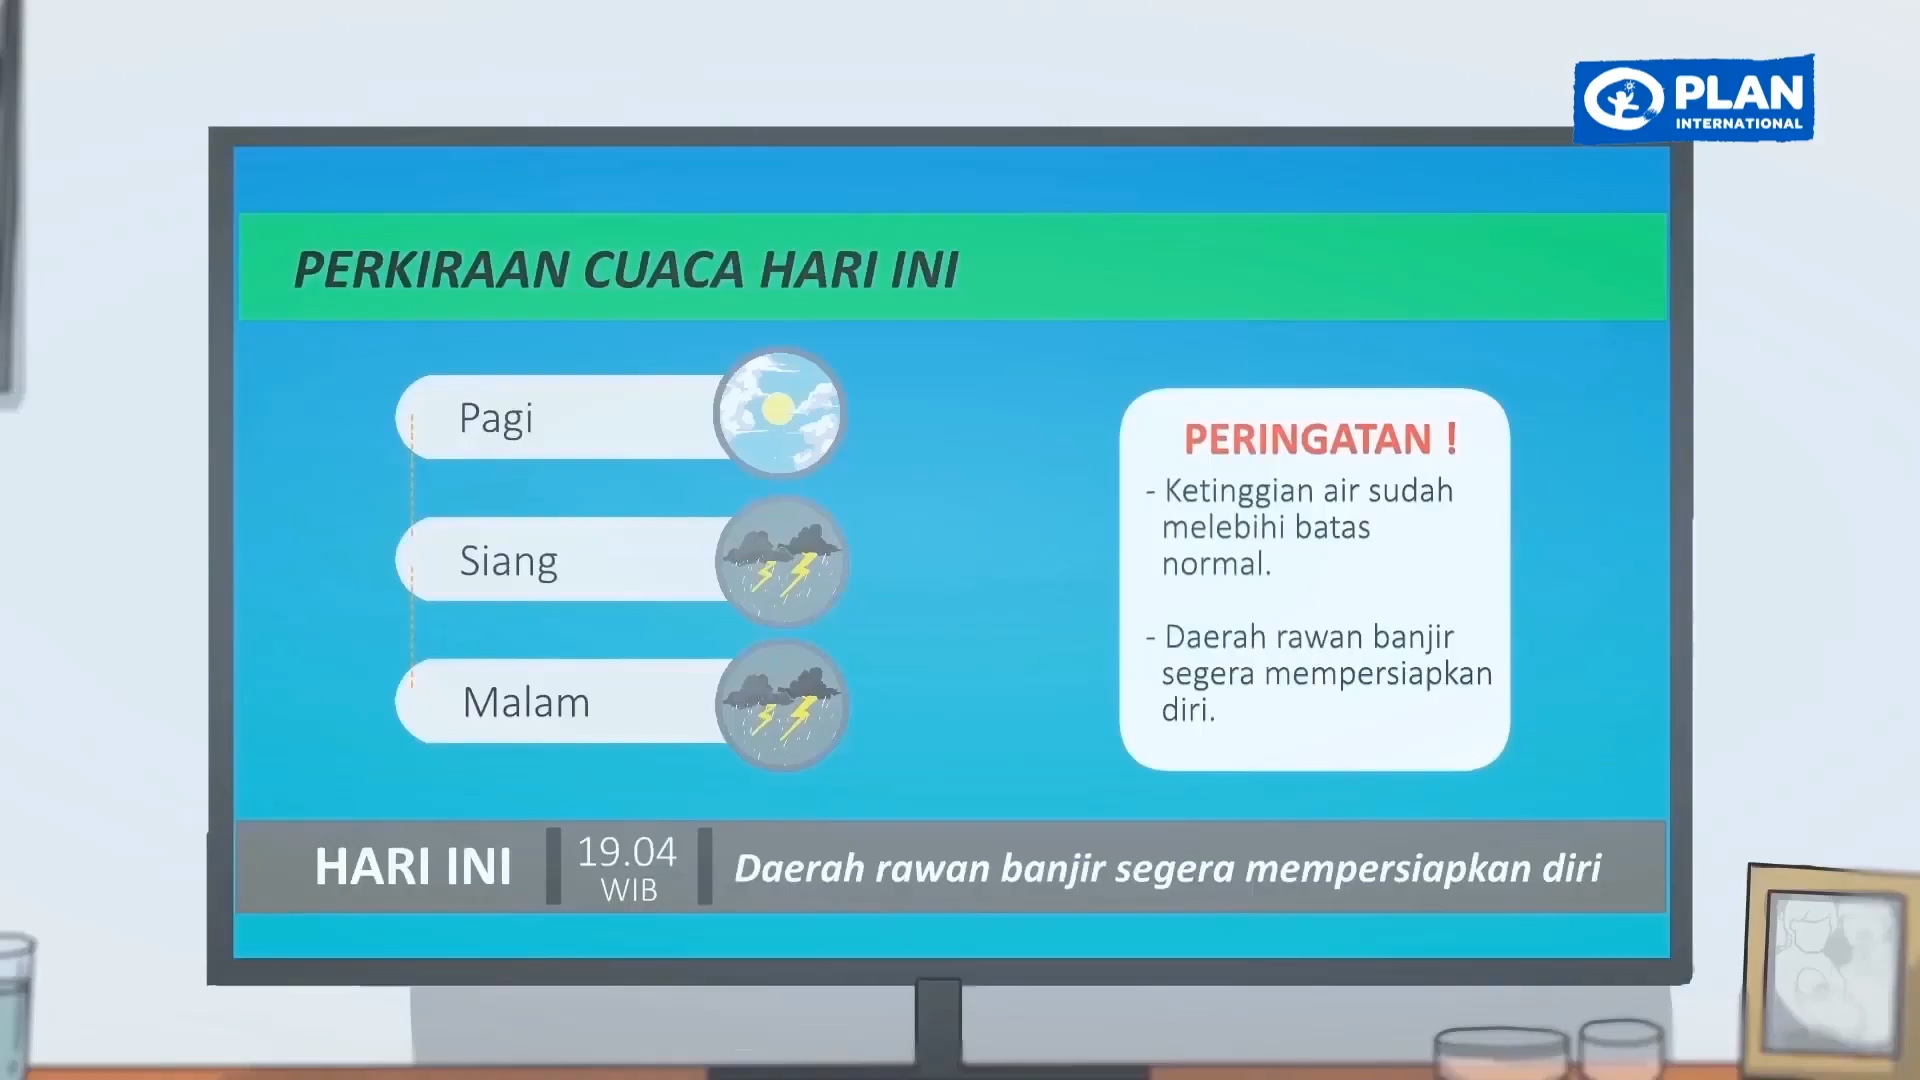 PLAN
INTERNATIONAL
PERKIRAAN CUACA HARI INI
Pagi
Siang
Malam
PERINGATAN !
- Ketinggian air sudah
melebihi batas
normal.
- Daerah rawan banjir
segera mempersiapkan
diri.
HARI INI
19.04
WIB
Daerah rawan banjir segera mempersiapkan diri